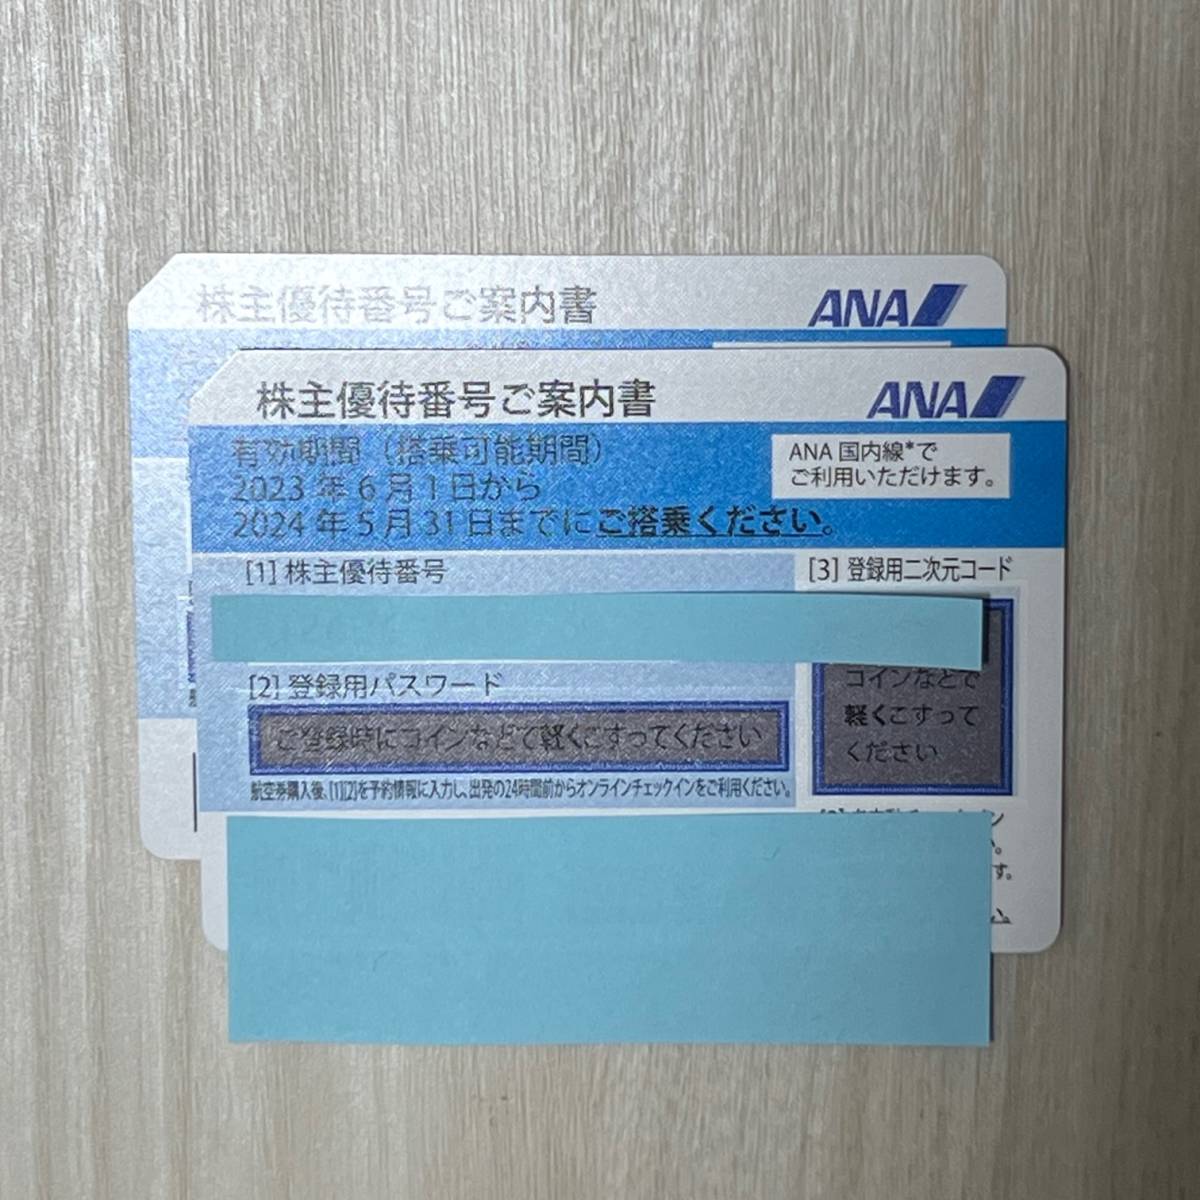 株主優待番号ご案内書
ANA
株主優待番号ご案内書
ANA
有効期間（搭乗可能期間）
2023年6月1日から
2024年5月31日までにご搭乗ください。
ANA国内線*で
ご利用いただけます。
[1]株主優待番号
[3]登録用二次元コード
[2]登録用パスワード
ご登録時にコインなどで軽くこすってください
コインなどで
軽くこすって
ください
航空券購入後、[1][2]を予約情報に入力し、出発の24時間前からオンラインチェックインをご利用ください。